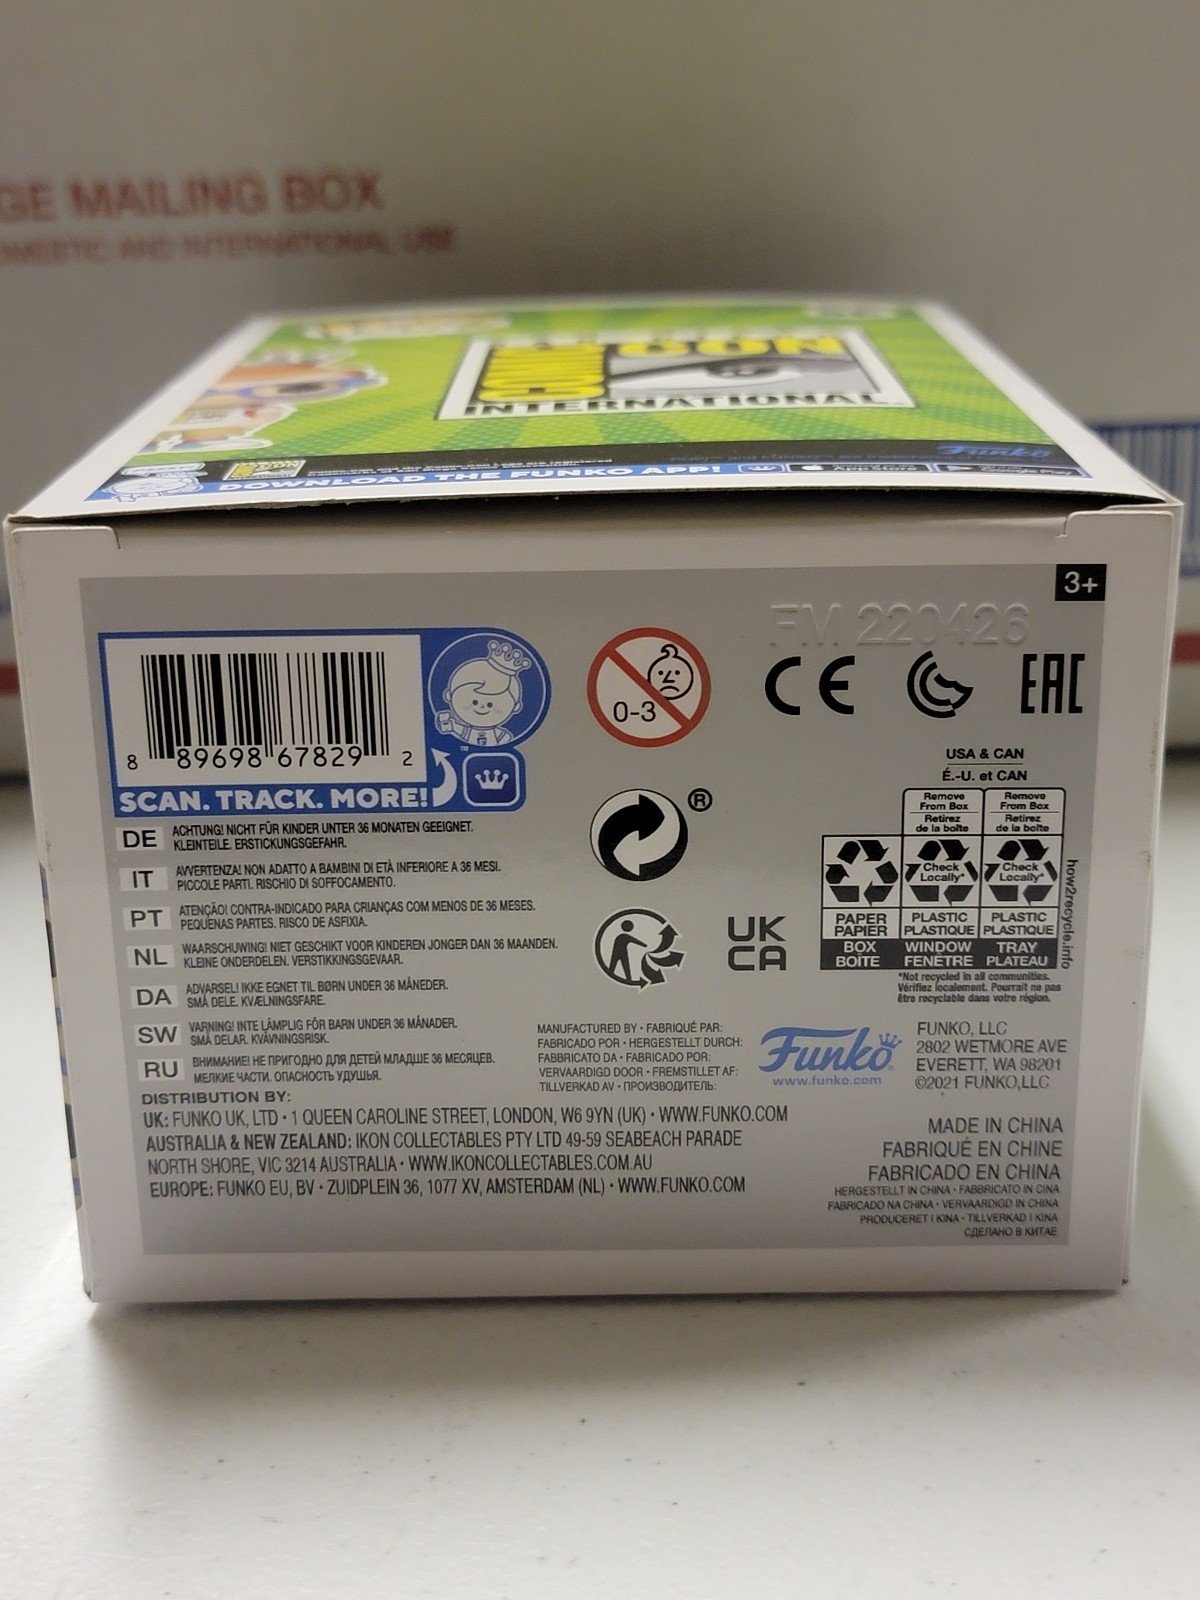 GE MAILING BOX
DOMESTIC AND INTERNATIONAL USE
COMIC CON
INTERNATIONAL
Funko
DOWNLOAD THE FUNKO APP!
App Store
Google Play
3+
FM 220426
8 89698 67829 2
SCAN. TRACK. MORE!
™
0-3
CE
EAC
®
USA & CAN
É.-U. et CAN
Remove From Box
Retirez de la boîte
Remove From Box
Retirez de la boîte
Check Locally*
Check Locally*
PAPER PAPIER
PLASTIC PLASTIQUE
PLASTIC PLASTIQUE
BOX BOÎTE
WINDOW FENÊTRE
TRAY PLATEAU
how2recycle.info
*Not recycled in all communities.
Vérifiez localement. Pourrait ne pas
être recyclable dans votre région.
UK
CA
DE ACHTUNG! NICHT FÜR KINDER UNTER 36 MONATEN GEEIGNET.
KLEINTEILE. ERSTICKUNGSGEFAHR.
IT AVVERTENZA! NON ADATTO A BAMBINI DI ETÀ INFERIORE A 36 MESI.
PICCOLE PARTI. RISCHIO DI SOFFOCAMENTO.
PT ATENÇÃO! CONTRA-INDICADO PARA CRIANÇAS COM MENOS DE 36 MESES.
PEQUENAS PARTES. RISCO DE ASFIXIA.
NL WAARSCHUWING! NIET GESCHIKT VOOR KINDEREN JONGER DAN 36 MAANDEN.
KLEINE ONDERDELEN. VERSTIKKINGSGEVAAR.
DA ADVARSEL! IKKE EGNET TIL BØRN UNDER 36 MÅNEDER.
SMÅ DELE. KVÆLNINGSFARE.
SW VARNING! INTE LÄMPLIG FÖR BARN UNDER 36 MÅNADER.
SMÅ DELAR. KVÄVNINGSRISK.
RU ВНИМАНИЕ! НЕ ПРИГОДНО ДЛЯ ДЕТЕЙ МЛАДШЕ 36 МЕСЯЦЕВ.
МЕЛКИЕ ЧАСТИ. ОПАСНОСТЬ УДУШЬЯ.
MANUFACTURED BY • FABRIQUÉ PAR:
FABRICADO POR • HERGESTELLT DURCH:
FABBRICATO DA • FABRICADO POR:
VERVAARDIGD DOOR • FREMSTILLET AF:
TILLVERKAD AV • ПРОИЗВОДИТЕЛЬ:
Funko
www.funko.com
FUNKO, LLC
2802 WETMORE AVE
EVERETT, WA 98201
©2021 FUNKO,LLC
DISTRIBUTION BY:
UK: FUNKO UK, LTD • 1 QUEEN CAROLINE STREET, LONDON, W6 9YN (UK) • WWW.FUNKO.COM
AUSTRALIA & NEW ZEALAND: IKON COLLECTABLES PTY LTD 49-59 SEABEACH PARADE
NORTH SHORE, VIC 3214 AUSTRALIA • WWW.IKONCOLLECTABLES.COM.AU
EUROPE: FUNKO EU, BV • ZUIDPLEIN 36, 1077 XV, AMSTERDAM (NL) • WWW.FUNKO.COM
MADE IN CHINA
FABRIQUÉ EN CHINE
FABRICADO EN CHINA
HERGESTELLT IN CHINA • FABBRICATO IN CINA
FABRICADO NA CHINA • VERVAARDIGD IN CHINA
PRODUCERET I KINA • TILLVERKAD I KINA
СДЕЛАНО В КИТАЕ